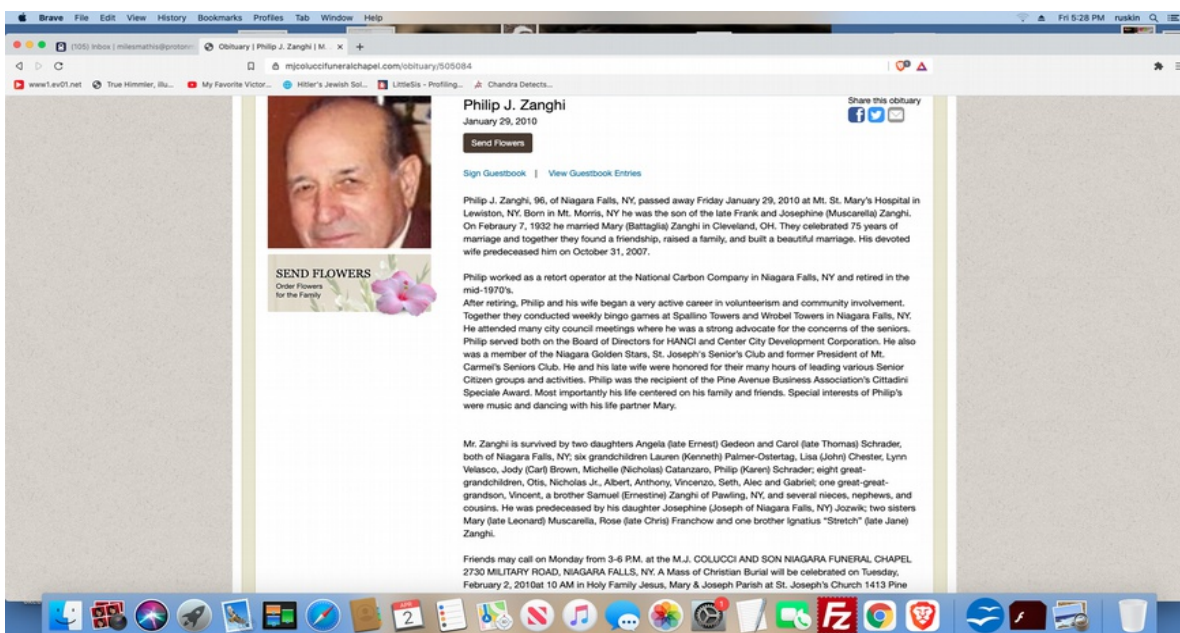 Brave File Edit View History Bookmarks Profiles Tab Window Help
Fri 5:28 PM ruskin
(105) Inbox | milesmathis@protonm
Obituary | Philip J. Zanghi | M.
mjcoluccifuneralchapel.com/obituary/505084
www1.ev01.net True Himmler, Illu... My Favorite Victor... Hitler's Jewish Sol... LittleSis - Profiling... Chandra Detects...
Philip J. Zanghi
Share this obituary
January 29, 2010
Send Flowers
Sign Guestbook | View Guestbook Entries
Philip J. Zanghi, 96, of Niagara Falls, NY, passed away Friday January 29, 2010 at Mt. St. Mary's Hospital in
Lewiston, NY. Born in Mt. Morris, NY he was the son of the late Frank and Josephine (Muscarella) Zanghi.
On Febraury 7, 1932 he married Mary (Battaglia) Zanghi in Cleveland, OH. They celebrated 75 years of
marriage and together they found a friendship, raised a family, and built a beautiful marriage. His devoted
wife predeceased him on October 31, 2007.
SEND FLOWERS
Order Flowers
for the Family
Philip worked as a retort operator at the National Carbon Company in Niagara Falls, NY and retired in the
mid-1970's.
After retiring, Philip and his wife began a very active career in volunteerism and community involvement.
Together they conducted weekly bingo games at Spallino Towers and Wrobel Towers in Niagara Falls, NY.
He attended many city council meetings where he was a strong advocate for the concerns of the seniors.
Philip served both on the Board of Directors for HANCI and Center City Development Corporation. He also
was a member of the Niagara Golden Stars, St. Joseph's Senior's Club and former President of Mt.
Carmel's Seniors Club. He and his late wife were honored for their many hours of leading various Senior
Citizen groups and activities. Philip was the recipient of the Pine Avenue Business Association's Cittadini
Speciale Award. Most importantly his life centered on his family and friends. Special interests of Philip's
were music and dancing with his life partner Mary.
Mr. Zanghi is survived by two daughters Angela (late Ernest) Gedeon and Carol (late Thomas) Schrader,
both of Niagara Falls, NY; six grandchildren Lauren (Kenneth) Palmer-Ostertag, Lisa (John) Chester, Lynn
Velasco, Jody (Carl) Brown, Michelle (Nicholas) Catanzaro, Philip (Karen) Schrader; eight great-
grandchildren, Otis, Nicholas Jr., Albert, Anthony, Vincenzo, Seth, Alec and Gabriel; one great-great-
grandson, Vincent, a brother Samuel (Ernestine) Zanghi of Pawling, NY, and several nieces, nephews, and
cousins. He was predeceased by his daughter Josephine (Joseph of Niagara Falls, NY) Jozwik; two sisters
Mary (late Leonard) Muscarella, Rose (late Chris) Franchow and one brother Ignatius "Stretch" (late Jane)
Zanghi.
Friends may call on Monday from 3-6 P.M. at the M.J. COLUCCI AND SON NIAGARA FUNERAL CHAPEL
2730 MILITARY ROAD, NIAGARA FALLS, NY. A Mass of Christian Burial will be celebrated on Tuesday,
February 2, 2010at 10 AM in Holy Family Jesus, Mary & Joseph Parish at St. Joseph's Church 1413 Pine
APR
2
1